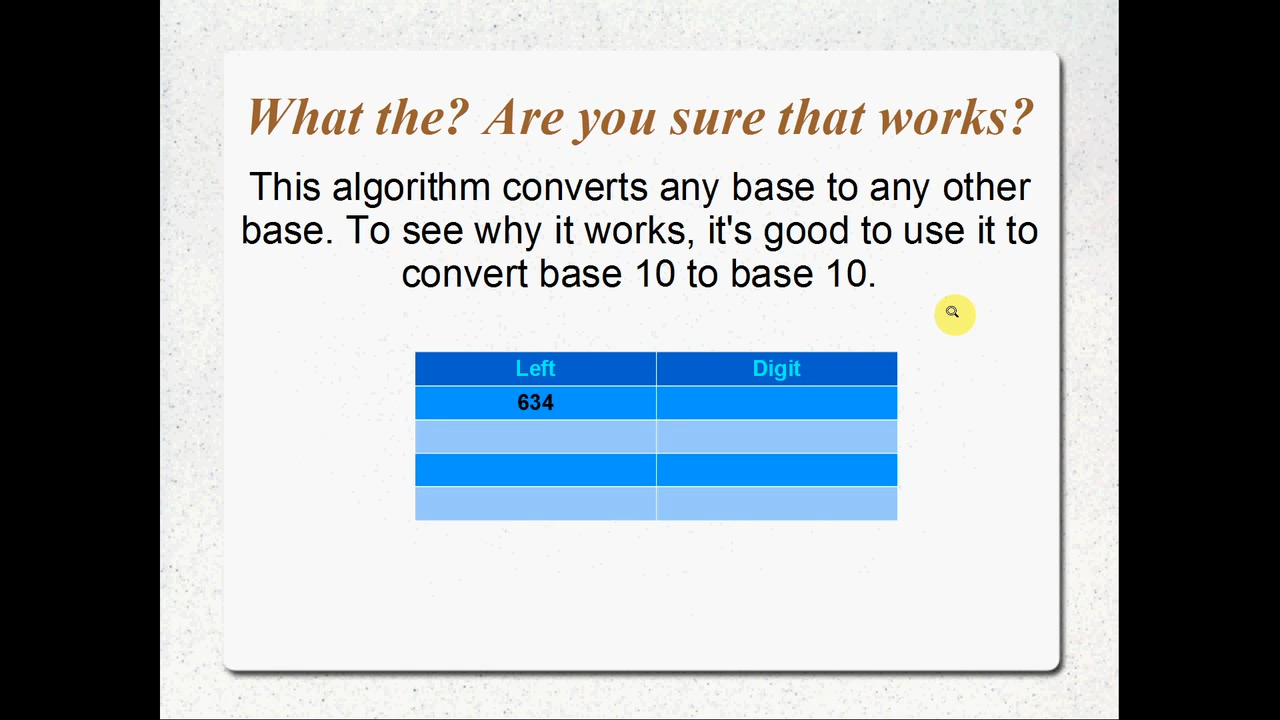 What the? Are you sure that works?
This algorithm converts any base to any other
base. To see why it works, it's good to use it to
convert base 10 to base 10.
Left Digit
634